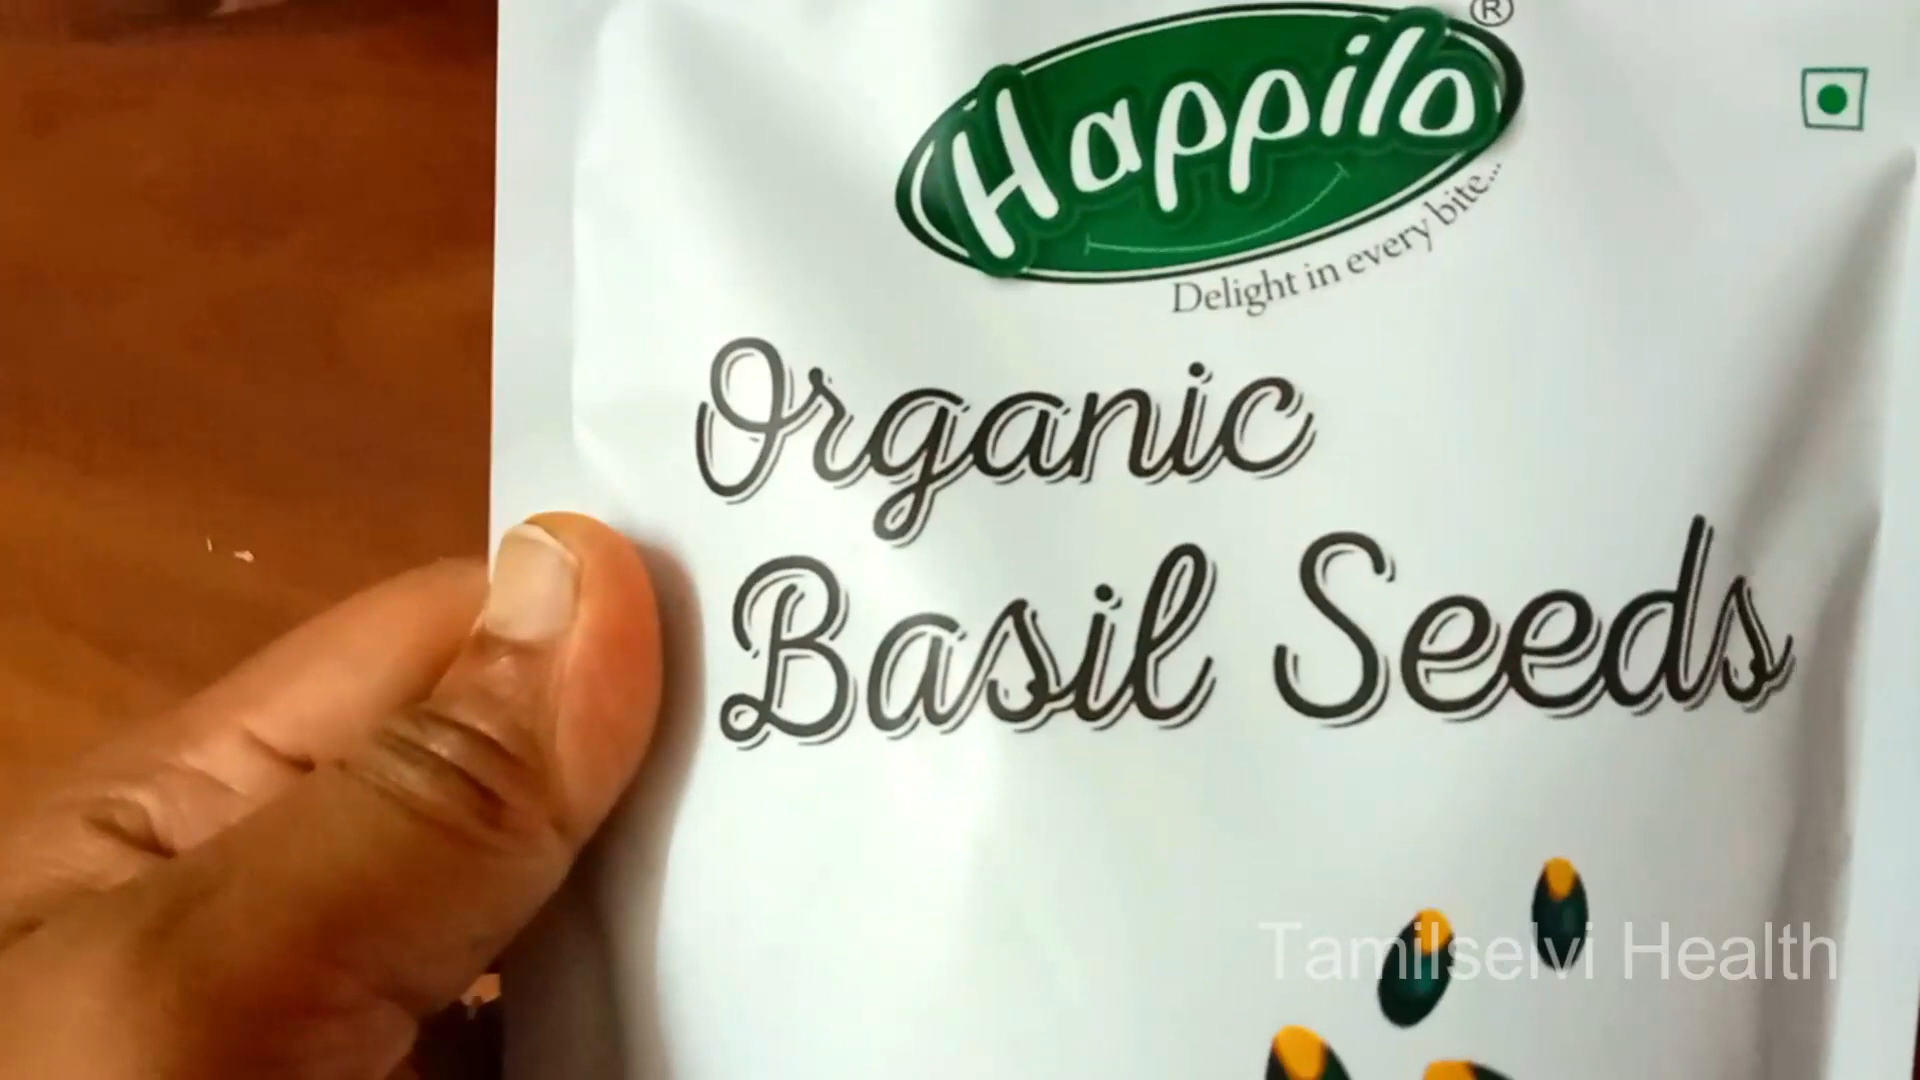 Happilo®
Delight in every bite...
Organic
Basil Seeds
Tamilselvi Health